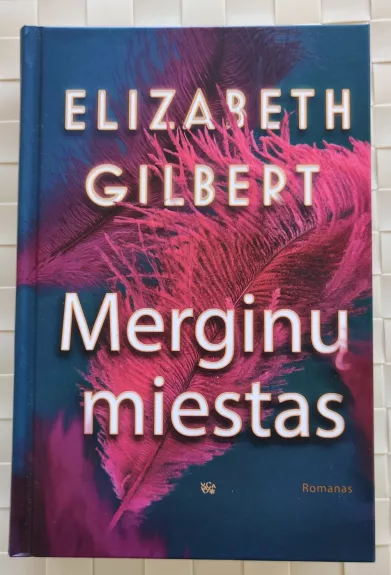 ELIZABETH
GILBERT
Merginų
miestas
Romanas